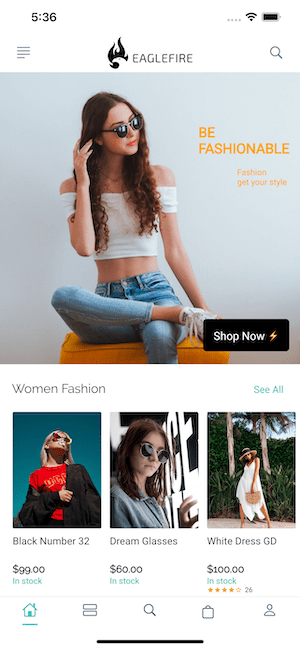 5:36
EAGLEFIRE
BE
FASHIONABLE
Fashion
get your style
Shop Now ⚡
Women Fashion
See All
Black Number 32
Dream Glasses
White Dress GD
$99.00
$60.00
$100.00
In stock
In stock
In stock
★★★★☆ 26